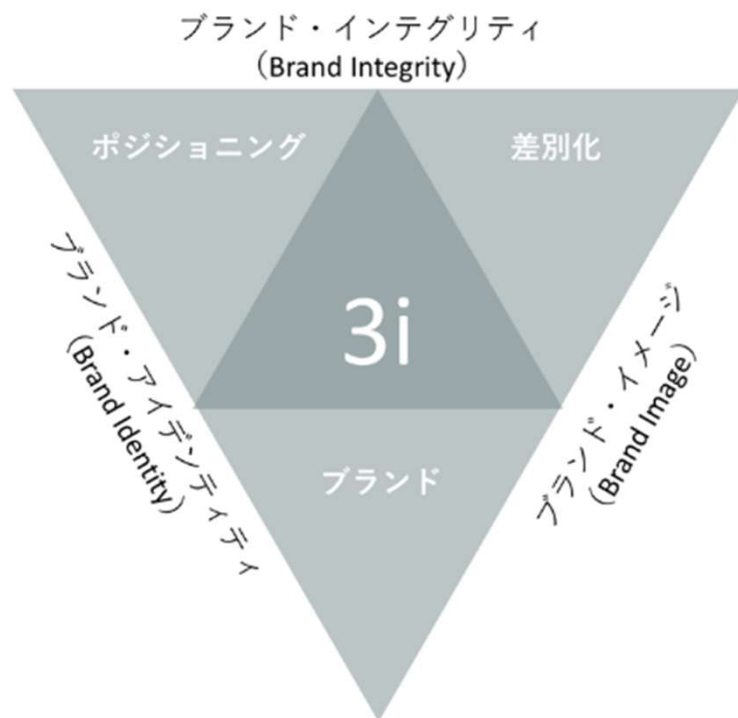 ブランド・インテグリティ
（Brand Integrity）
ポジショニング
差別化
3i
ブランド・アイデンティティ
（Brand Identity）
ブランド・イメージ
（Brand Image）
ブランド